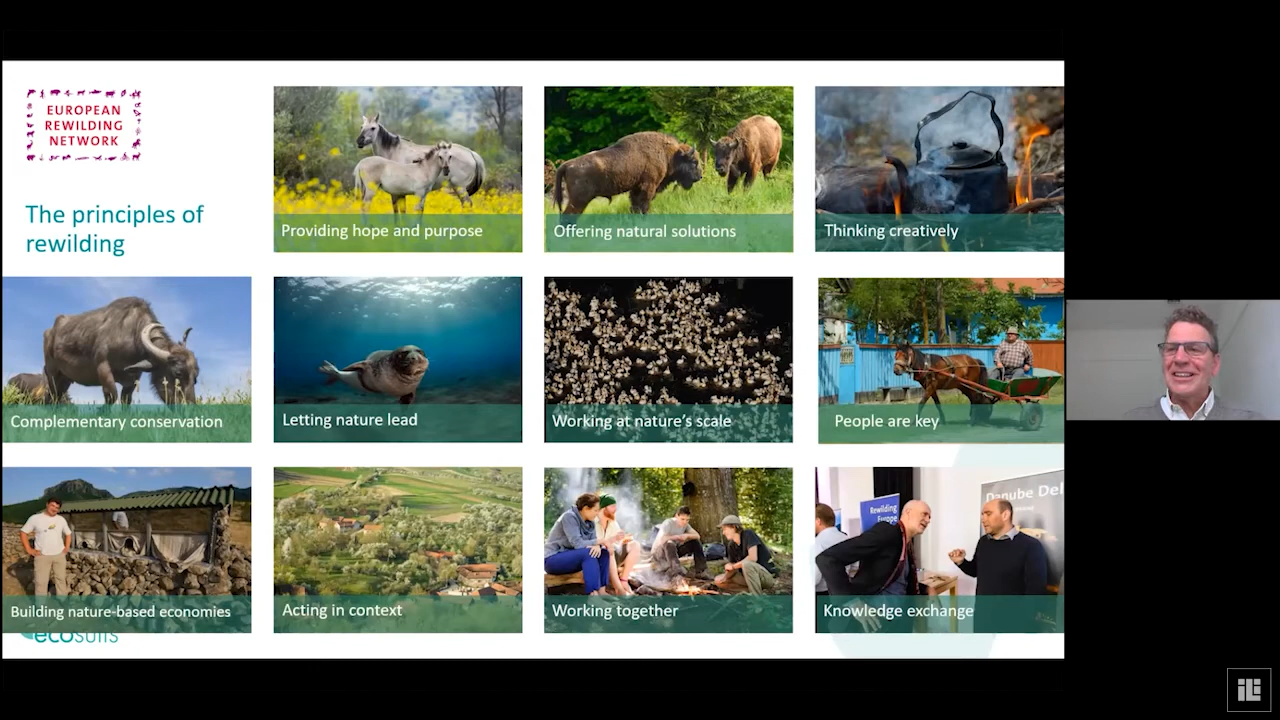 EUROPEAN
REWILDING
NETWORK
The principles of
rewilding
Providing hope and purpose
Offering natural solutions
Thinking creatively
Complementary conservation
Letting nature lead
Working at nature's scale
People are key
Building nature-based economies
Acting in context
Working together
Rewilding
Europe
Danube Del
Knowledge exchange